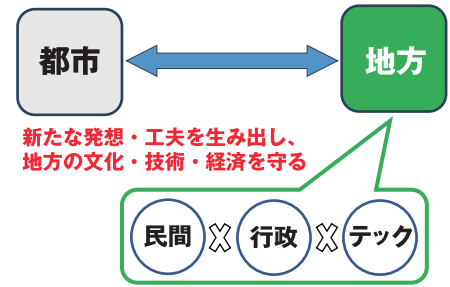 都市
地方
新たな発想・工夫を生み出し、
地方の文化・技術・経済を守る
民間×行政×テック